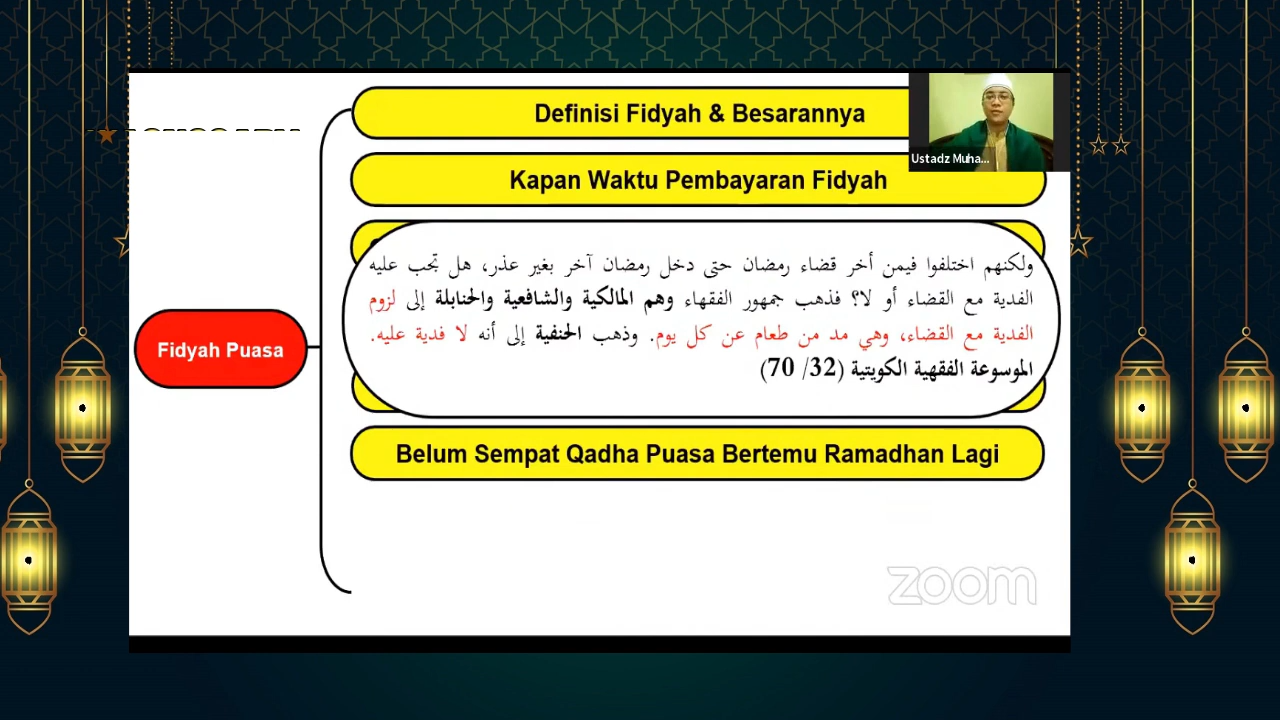 Definisi Fidyah & Besarannya
Ustadz Muha...
Kapan Waktu Pembayaran Fidyah
ولكنهم اختلفوا فيمن أخر قضاء رمضان حتى دخل رمضان آخر بغير عذر، هل تجب عليه
الفدية مع القضاء أو لا؟ فذهب جمهور الفقهاء وهم المالكية والشافعية والحنابلة إلى لزوم
الفدية مع القضاء، وهي مد من طعام عن كل يوم. وذهب الحنفية إلى أنه لا فدية عليه.
الموسوعة الفقهية الكويتية (32/ 70)
Fidyah Puasa
Belum Sempat Qadha Puasa Bertemu Ramadhan Lagi
zoom